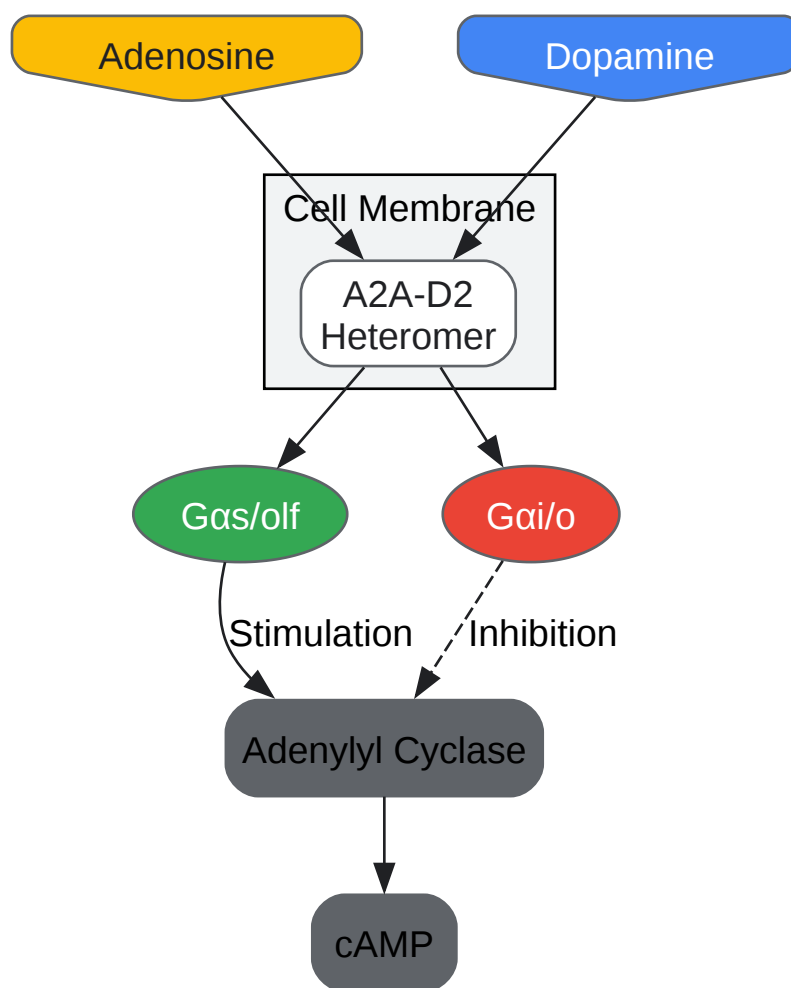 Adenosine
Dopamine
Cell Membrane
A2A-D2
Heteromer
Gαs/olf
Gαi/o
Stimulation
Inhibition
Adenylyl Cyclase
cAMP